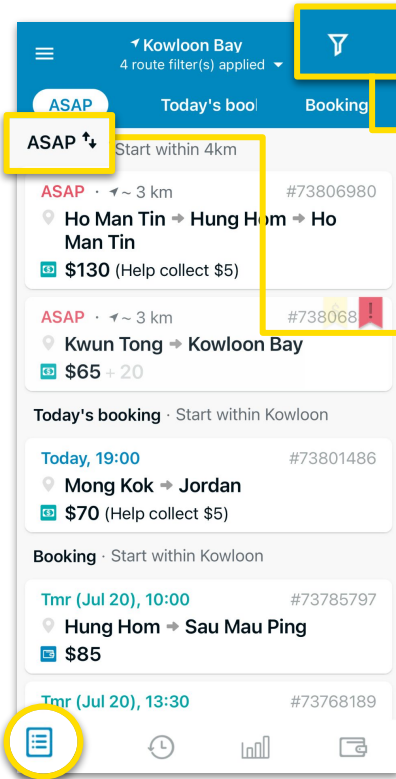 Kowloon Bay
4 route filter(s) applied
ASAP
Today's bool
Booking
ASAP
Start within 4km
ASAP · ~ 3 km
#73806980
Ho Man Tin → Hung Hom → Ho
Man Tin
$130 (Help collect $5)
ASAP · ~ 3 km
#738068
!
Kwun Tong → Kowloon Bay
$65 + 20
Today's booking · Start within Kowloon
Today, 19:00
#73801486
Mong Kok → Jordan
$70 (Help collect $5)
Booking · Start within Kowloon
Tmr (Jul 20), 10:00
#73785797
Hung Hom → Sau Mau Ping
$85
Tmr (Jul 20), 13:30
#73768189